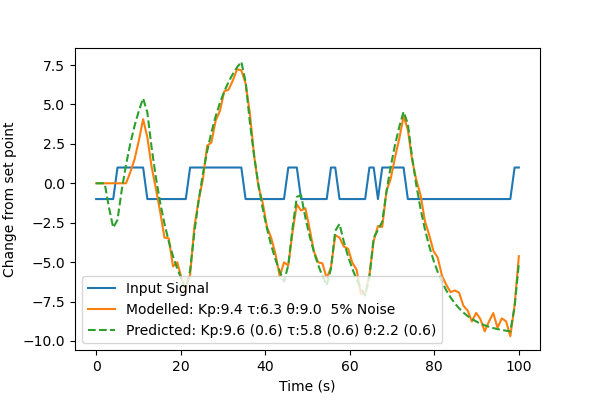 7.5
5.0
2.5
0.0
−2.5
−5.0
−7.5
−10.0
Change from set point
Input Signal
Modelled: Kp:9.4 τ:6.3 θ:9.0  5% Noise
Predicted: Kp:9.6 (0.6) τ:5.8 (0.6) θ:2.2 (0.6)
0 20 40 60 80 100
Time (s)